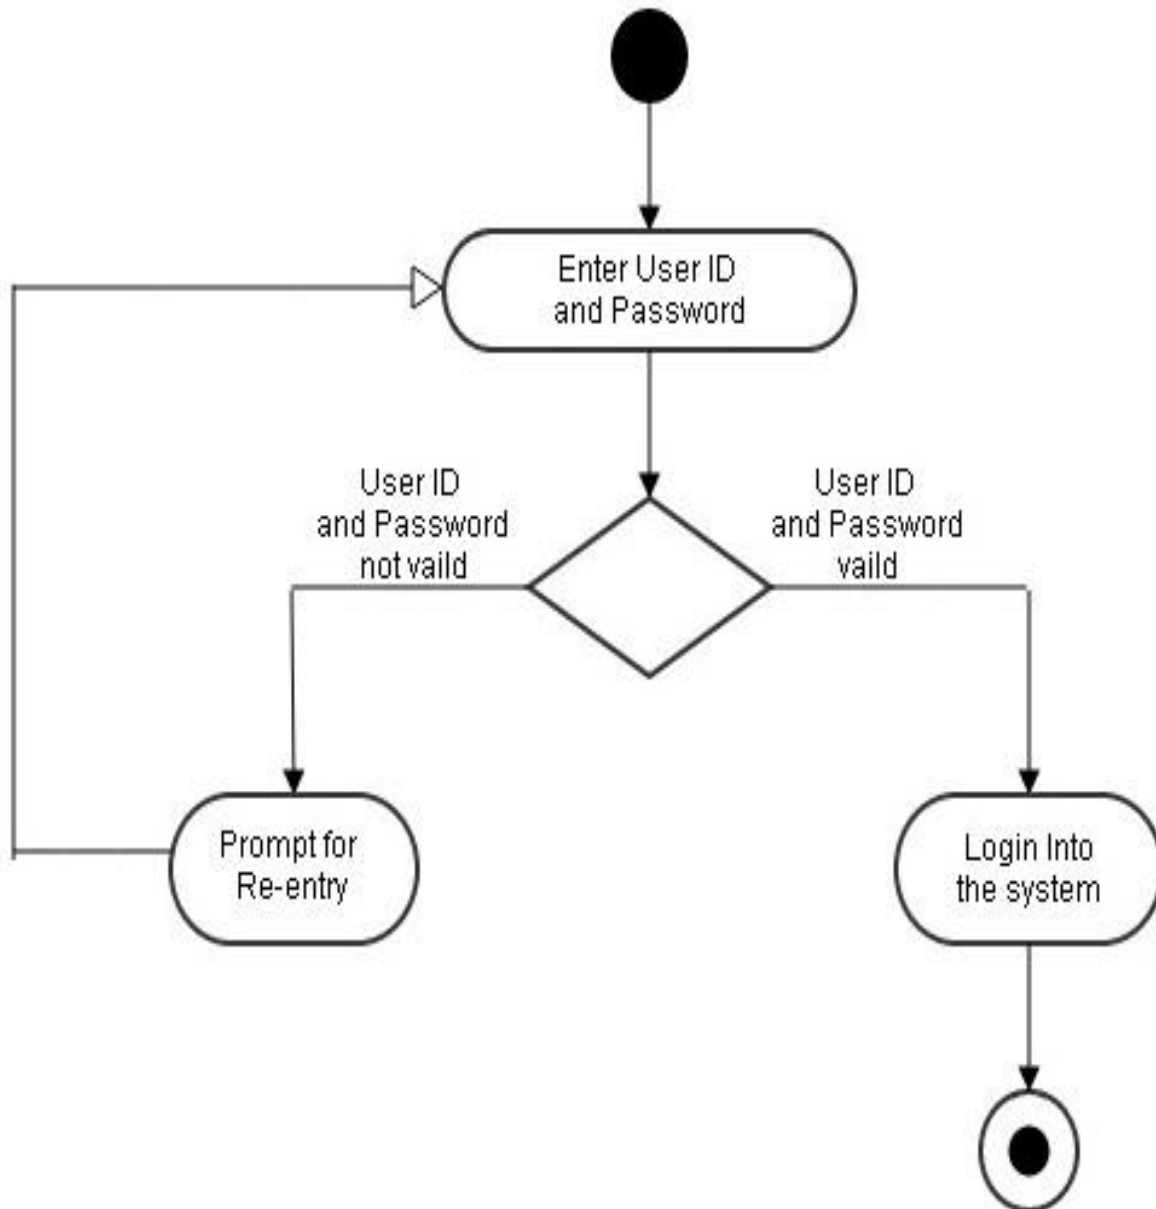 Enter User ID
and Password
User ID
and Password
not vaild
User ID
and Password
vaild
Prompt for
Re-entry
Login Into
the system